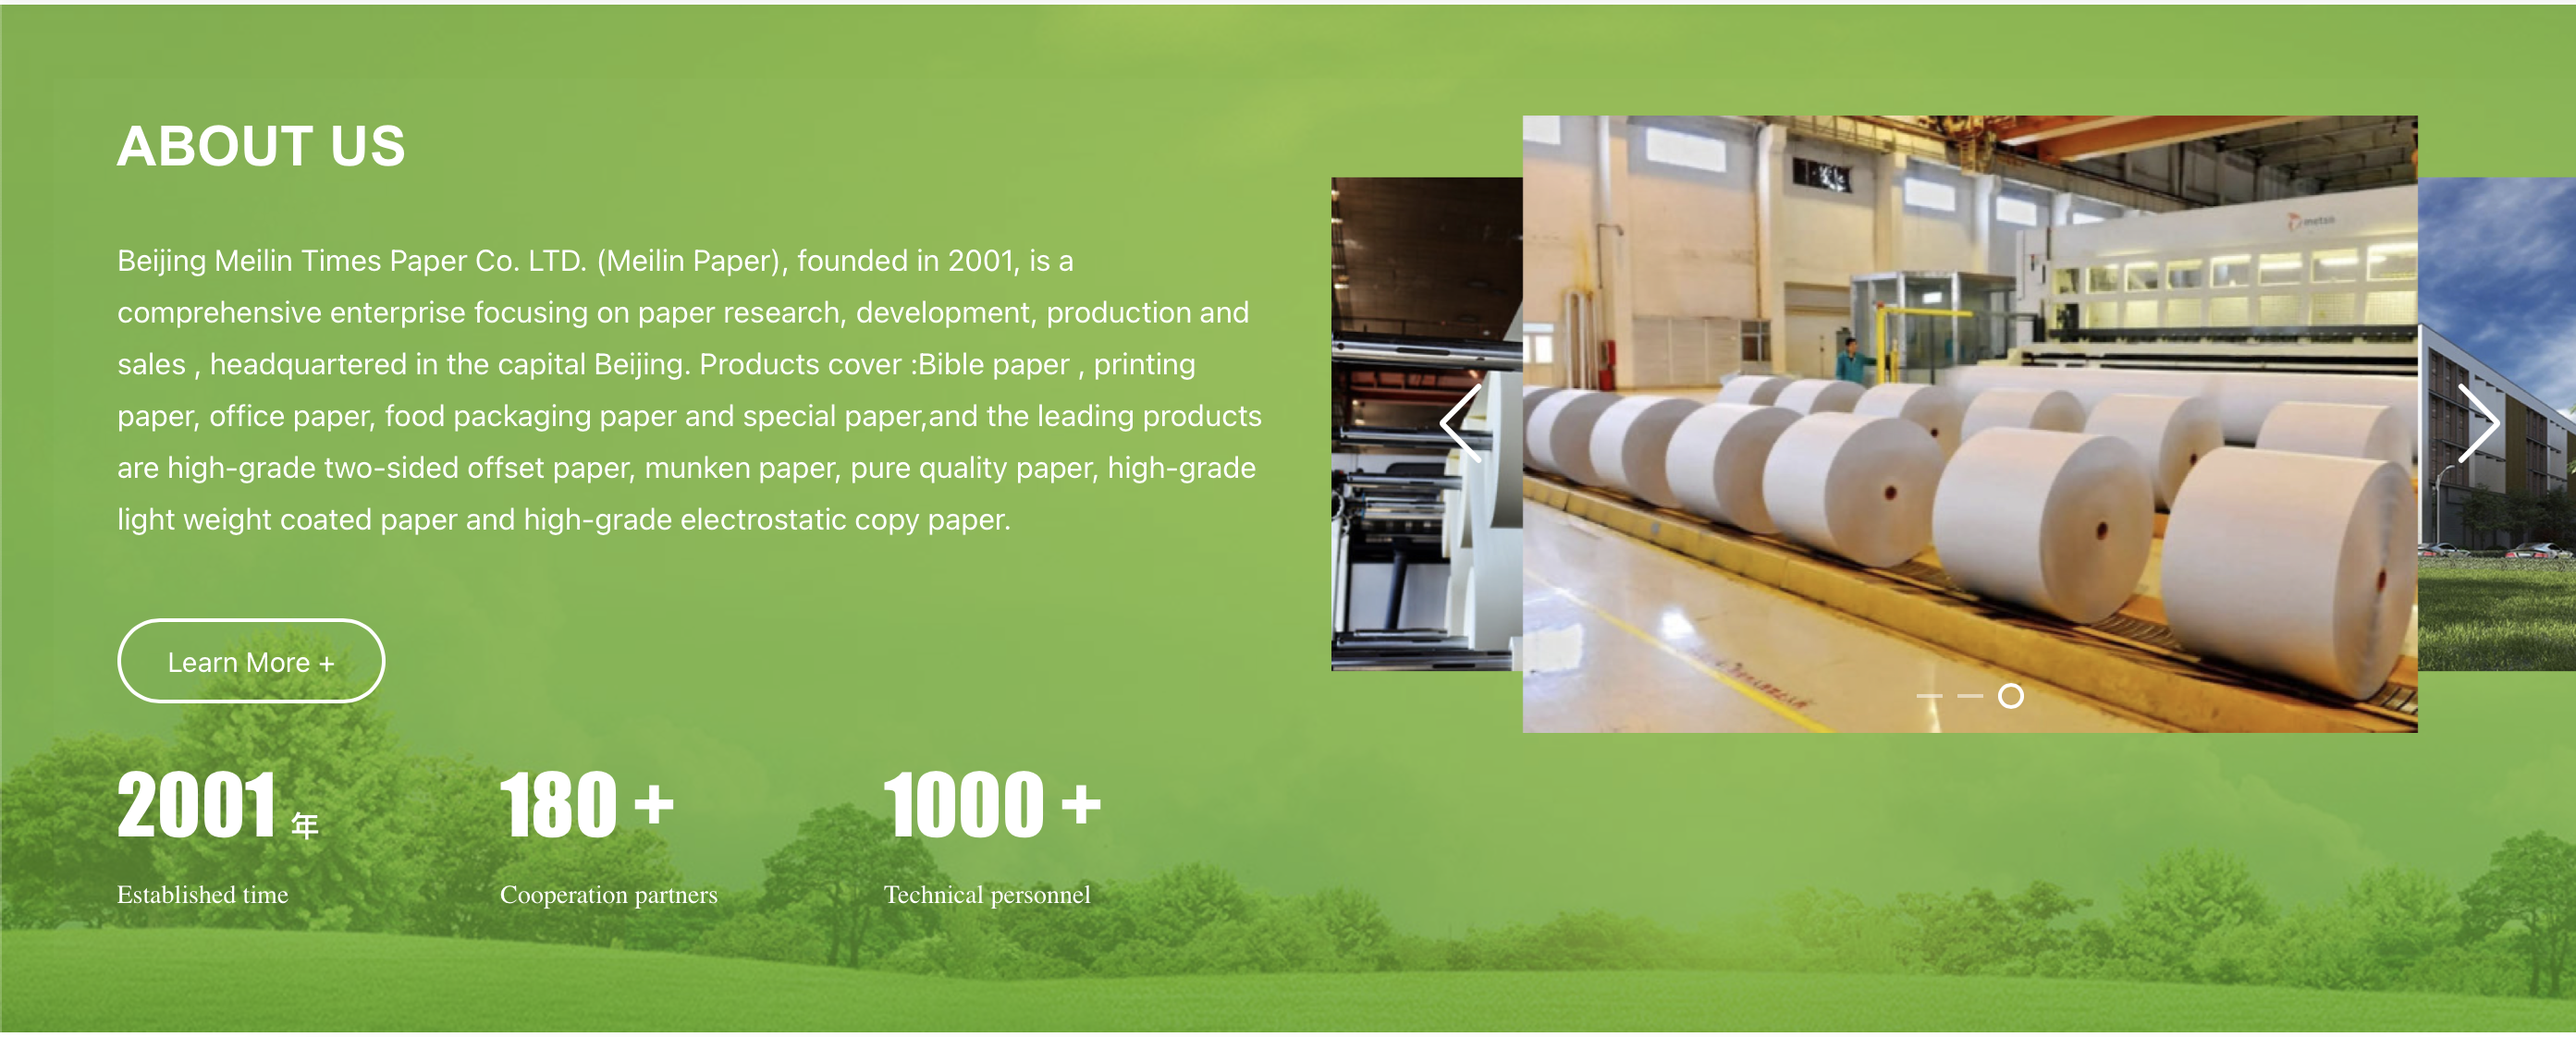 ABOUT US
Beijing Meilin Times Paper Co. LTD. (Meilin Paper), founded in 2001, is a
comprehensive enterprise focusing on paper research, development, production and
sales , headquartered in the capital Beijing. Products cover :Bible paper , printing
paper, office paper, food packaging paper and special paper,and the leading products
are high-grade two-sided offset paper, munken paper, pure quality paper, high-grade
light weight coated paper and high-grade electrostatic copy paper.
Learn More +
2001 年
Established time
180 +
Cooperation partners
1000 +
Technical personnel
metso